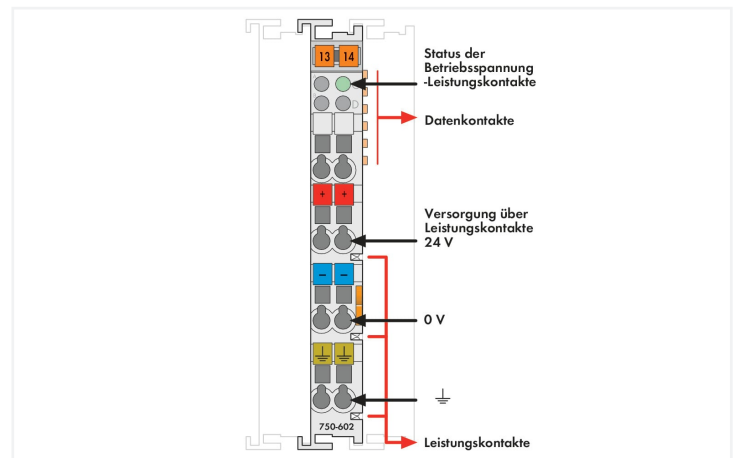 13 14
Status der
Betriebsspannung
-Leistungskontakte
Datenkontakte
+ +
Versorgung über
Leistungskontakte
24 V
– –
0 V
750-602
Leistungskontakte